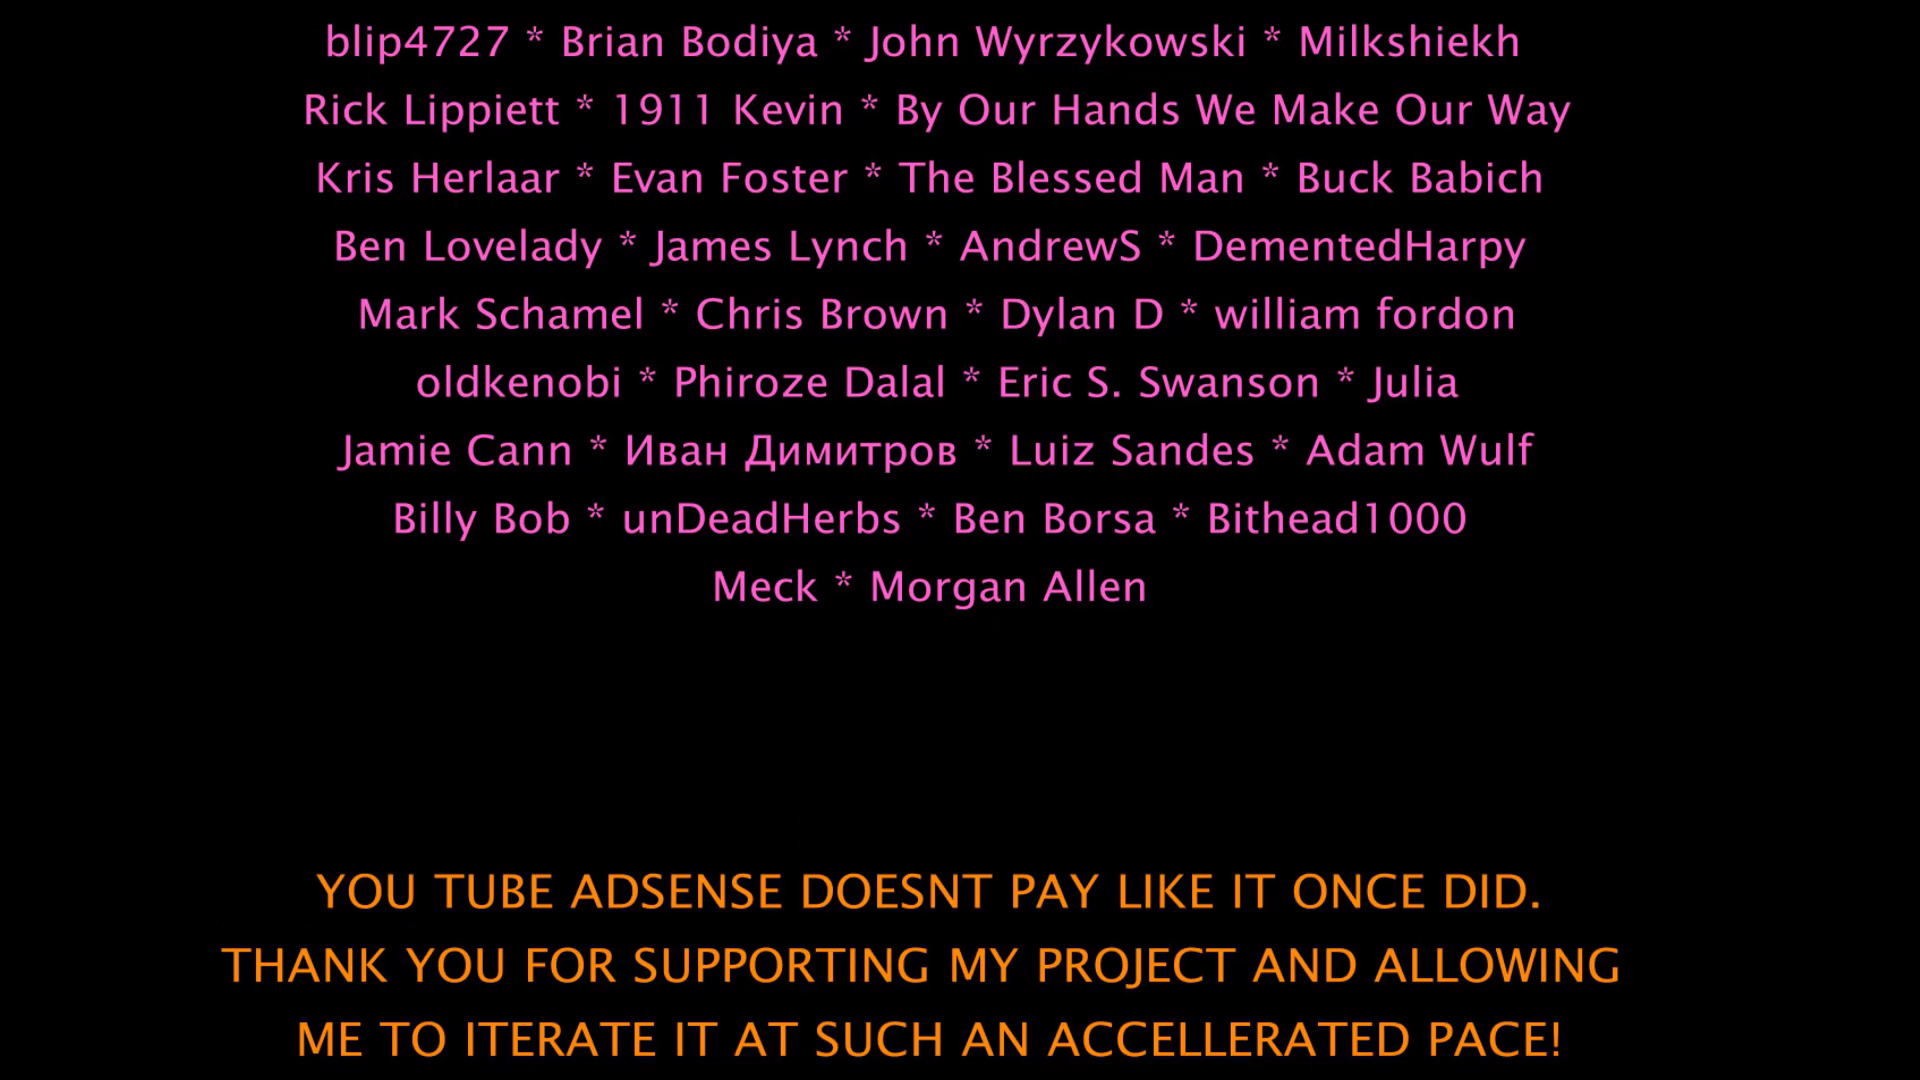 blip4727 * Brian Bodiya * John Wyrzykowski * Milkshiekh
Rick Lippiett * 1911 Kevin * By Our Hands We Make Our Way
Kris Herlaar * Evan Foster * The Blessed Man * Buck Babich
Ben Lovelady * James Lynch * AndrewS * DementedHarpy
Mark Schamel * Chris Brown * Dylan D * william fordon
oldkenobi * Phiroze Dalal * Eric S. Swanson * Julia
Jamie Cann * Иван Димитров * Luiz Sandes * Adam Wulf
Billy Bob * unDeadHerbs * Ben Borsa * Bithead1000
Meck * Morgan Allen
YOU TUBE ADSENSE DOESNT PAY LIKE IT ONCE DID.
THANK YOU FOR SUPPORTING MY PROJECT AND ALLOWING
ME TO ITERATE IT AT SUCH AN ACCELLERATED PACE!